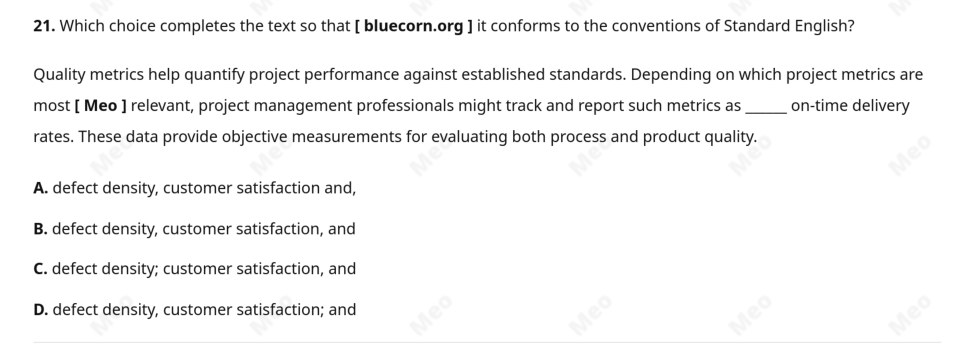 21. Which choice completes the text so that [ bluecorn.org ] it conforms to the conventions of Standard English?
Quality metrics help quantify project performance against established standards. Depending on which project metrics are
most [ Meo ] relevant, project management professionals might track and report such metrics as _____ on-time delivery
rates. These data provide objective measurements for evaluating both process and product quality.
A. defect density, customer satisfaction and,
B. defect density, customer satisfaction, and
C. defect density; customer satisfaction, and
D. defect density, customer satisfaction; and